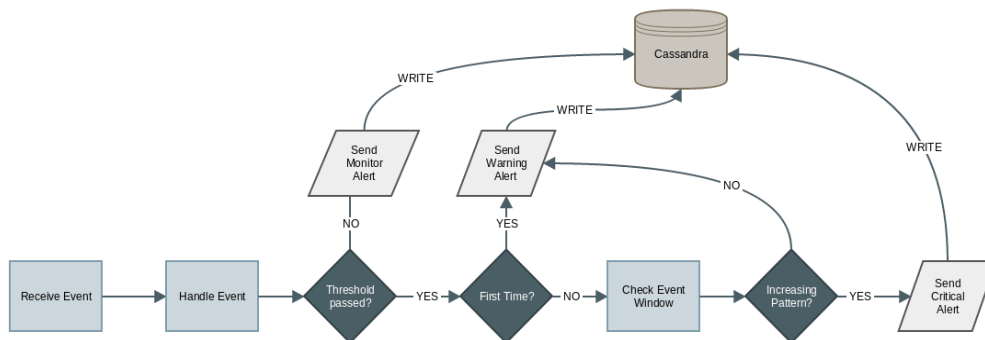 Cassandra
WRITE
WRITE
WRITE
Send
Monitor
Alert
Send
Warning
Alert
NO
NO
YES
Receive Event
Handle Event
Threshold
passed?
YES
First Time?
NO
Check Event
Window
Increasing
Pattern?
YES
Send
Critical
Alert